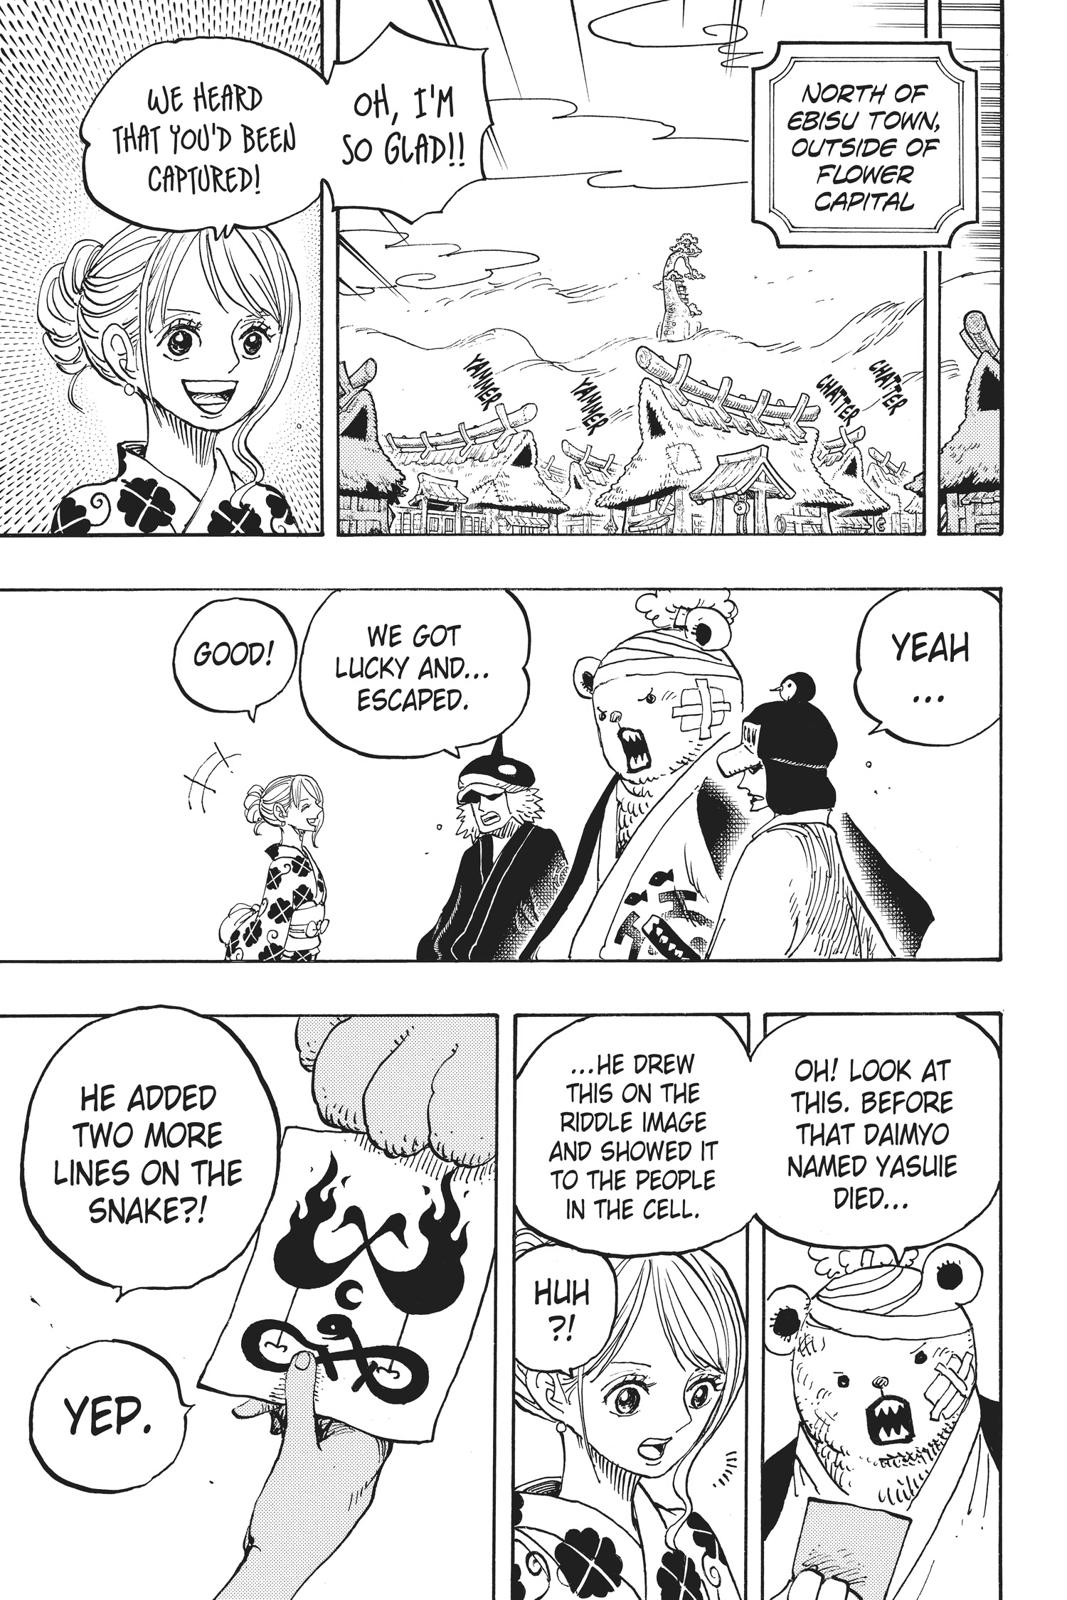 NORTH OF
EBISU TOWN,
OUTSIDE OF
FLOWER
CAPITAL
CHATTER
CHATTER
YAMMER
YAMMER
OH, I'M
SO GLAD!!
WE HEARD
THAT YOU'D BEEN
CAPTURED!
YEAH
...
WE GOT
LUCKY AND...
ESCAPED.
GOOD!
OH! LOOK AT
THIS. BEFORE
THAT DAIMYO
NAMED YASUIE
DIED...
...HE DREW
THIS ON THE
RIDDLE IMAGE
AND SHOWED IT
TO THE PEOPLE
IN THE CELL.
HUH
?!
HE ADDED
TWO MORE
LINES ON THE
SNAKE?!
YEP.